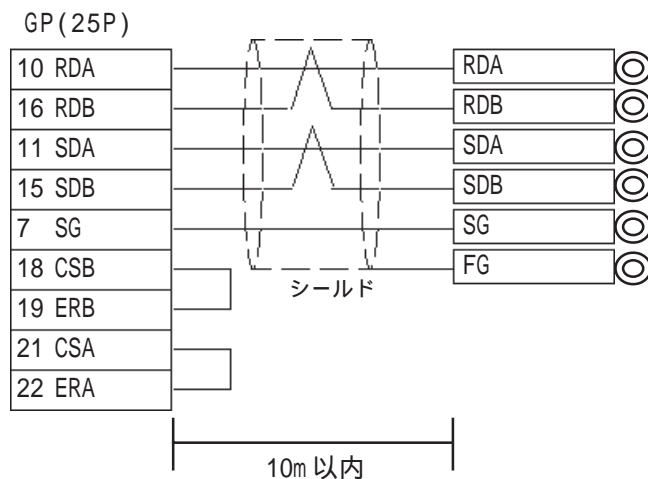 GP(25P)
10 RDA
RDA
16 RDB
RDB
11 SDA
SDA
15 SDB
SDB
7 SG
SG
18 CSB
FG
シールド
19 ERB
21 CSA
22 ERA
10m 以内